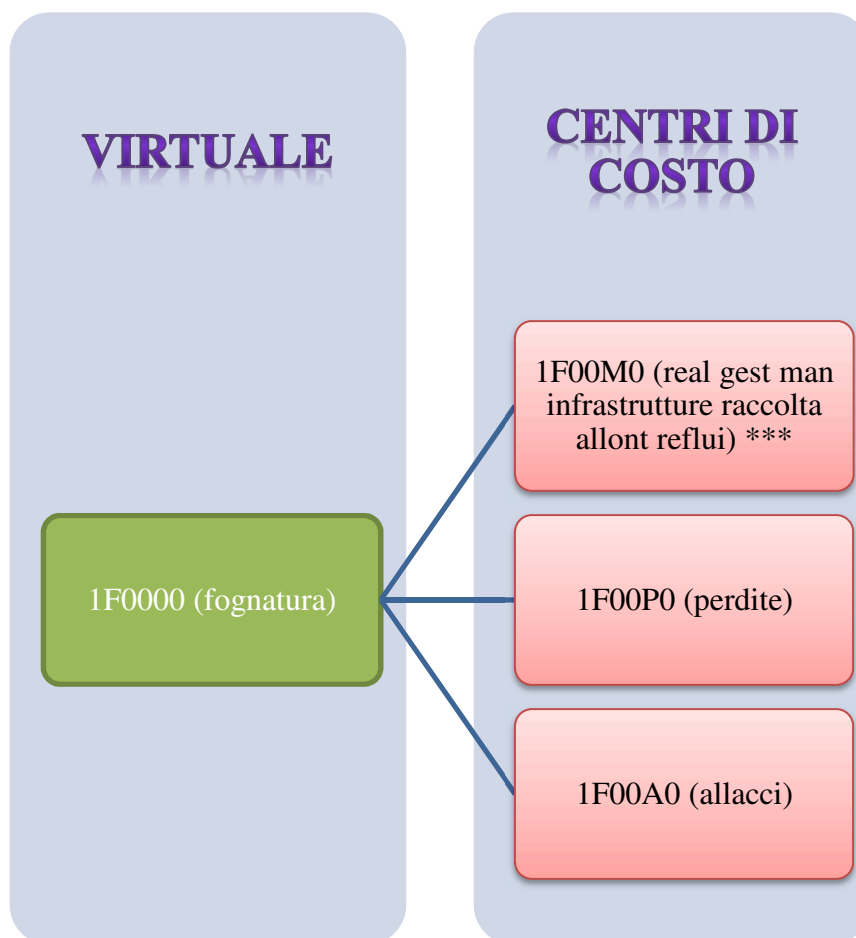 VIRTUALE
CENTRI DI
COSTO
1F00M0 (real gest man
infrastrutture raccolta
allont reflui) ***
1F0000 (fognatura)
1F00P0 (perdite)
1F00A0 (allacci)